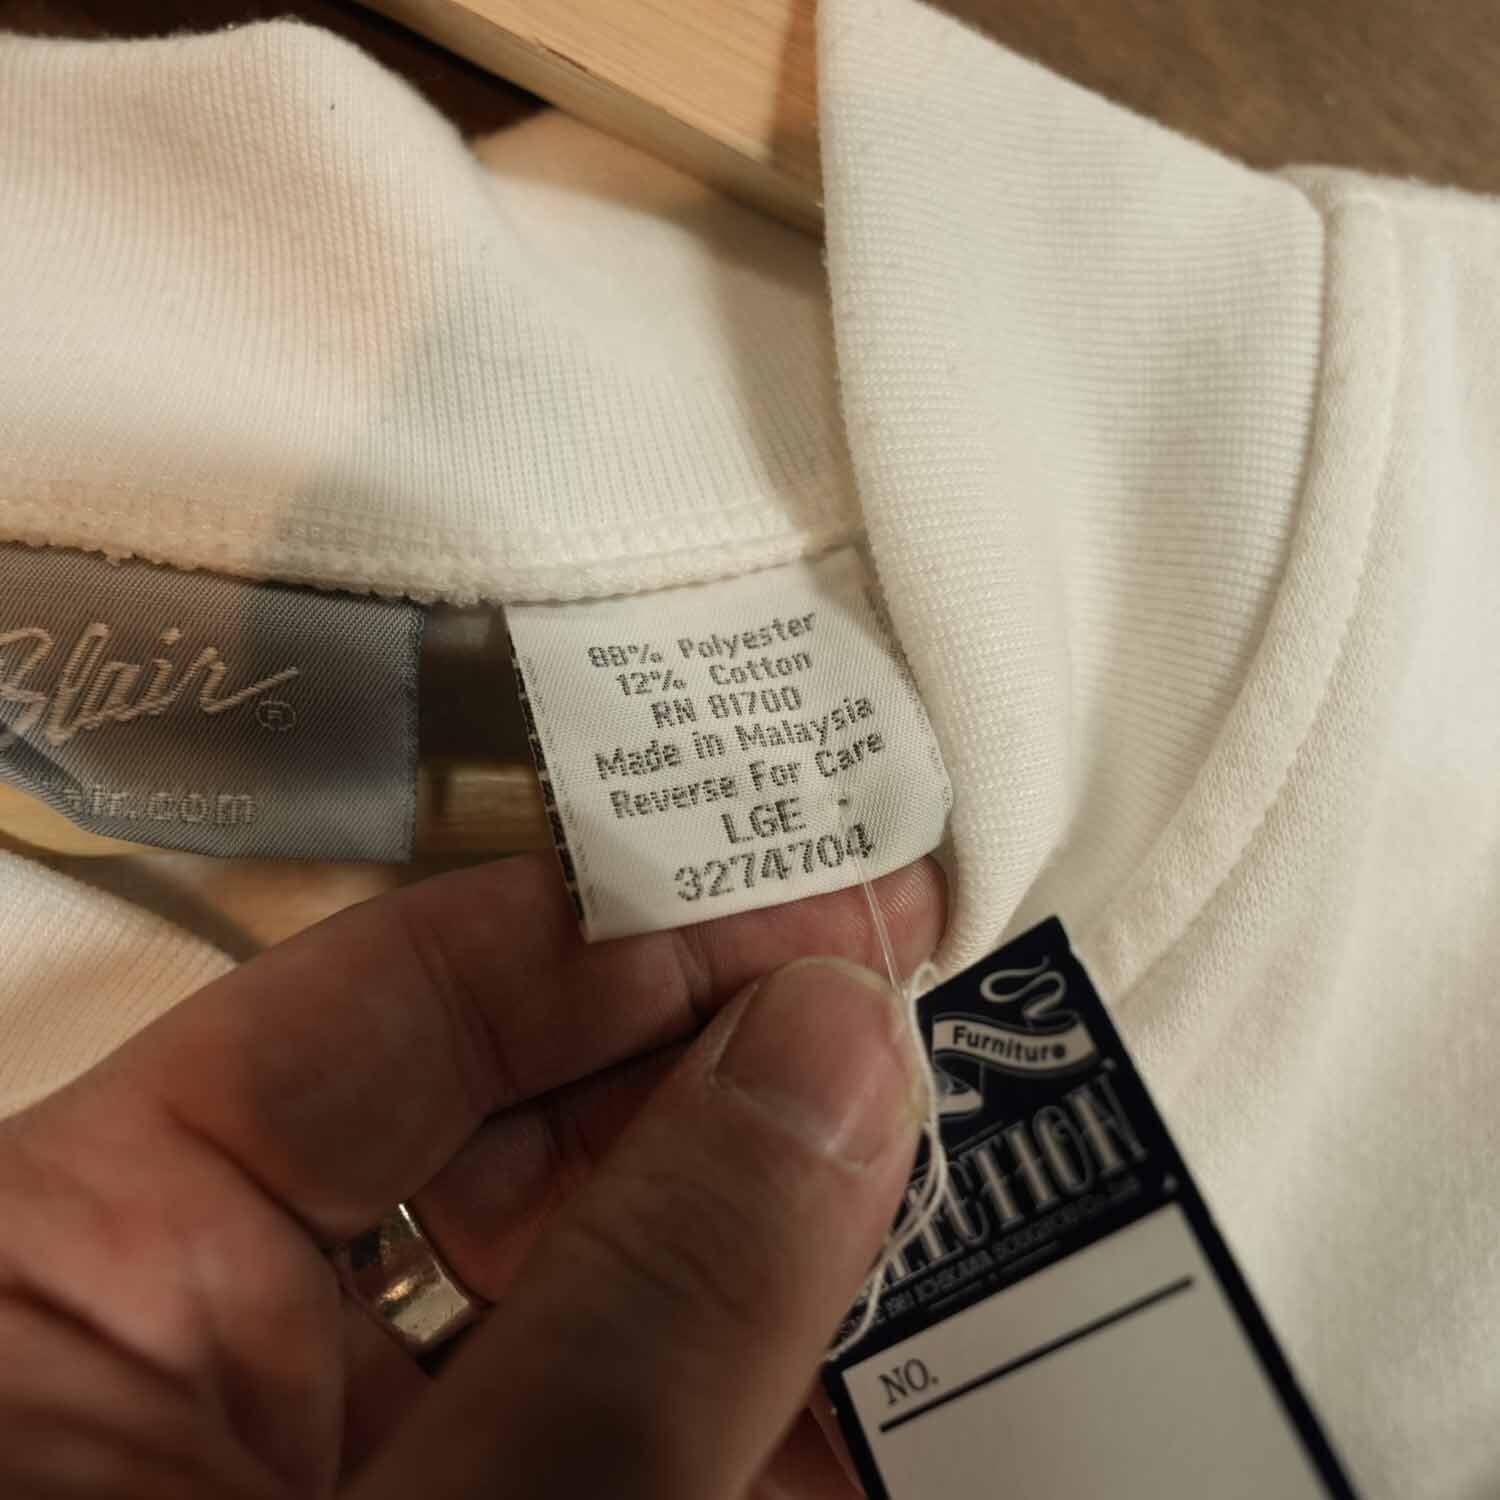 Blair ®
88% Polyester
12% Cotton
RN 81700
Made in Malaysia
Reverse For Care
LGE
3274704
Furniture
NO.